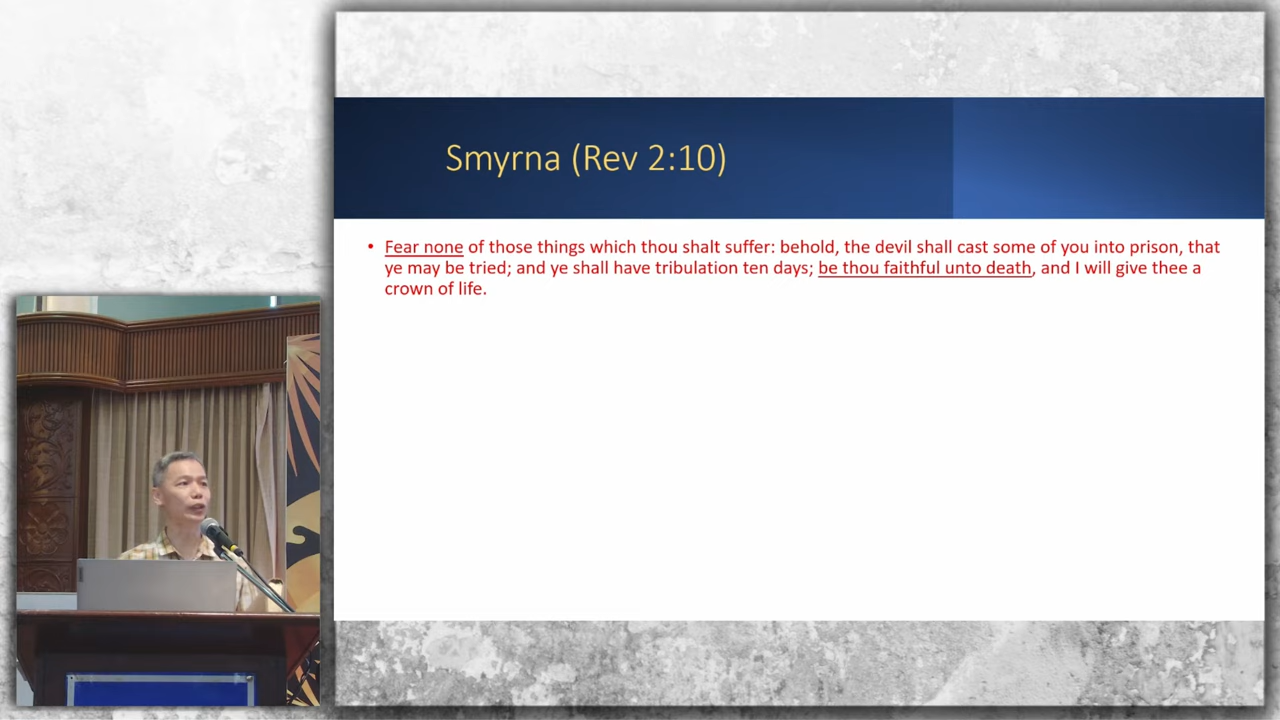 Smyrna (Rev 2:10)
• Fear none of those things which thou shalt suffer: behold, the devil shall cast some of you into prison, that
ye may be tried; and ye shall have tribulation ten days; be thou faithful unto death, and I will give thee a
crown of life.